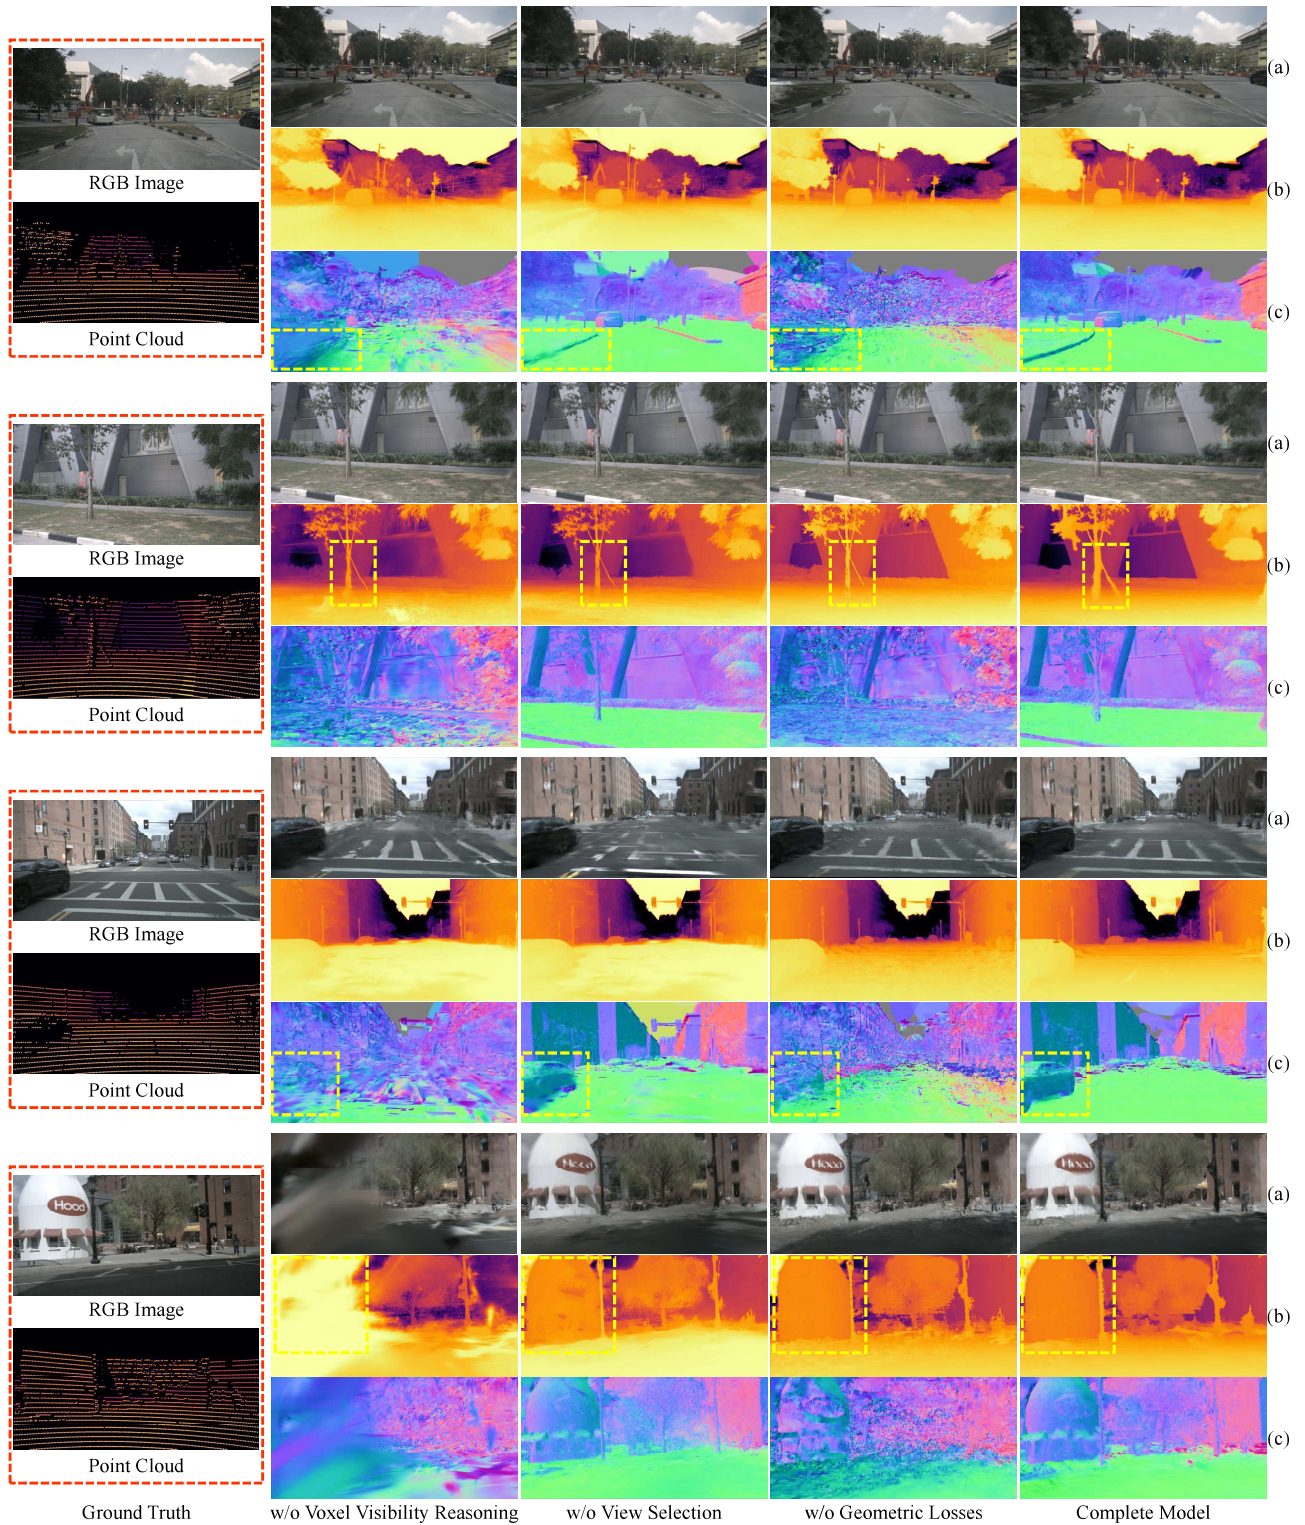 (a)
RGB Image
(b)
(c)
Point Cloud
(a)
RGB Image
(b)
(c)
Point Cloud
(a)
RGB Image
(b)
(c)
Point Cloud
(a)
Hood
RGB Image
(b)
(c)
Point Cloud
Ground Truth
w/o Voxel Visibility Reasoning
w/o View Selection
w/o Geometric Losses
Complete Model